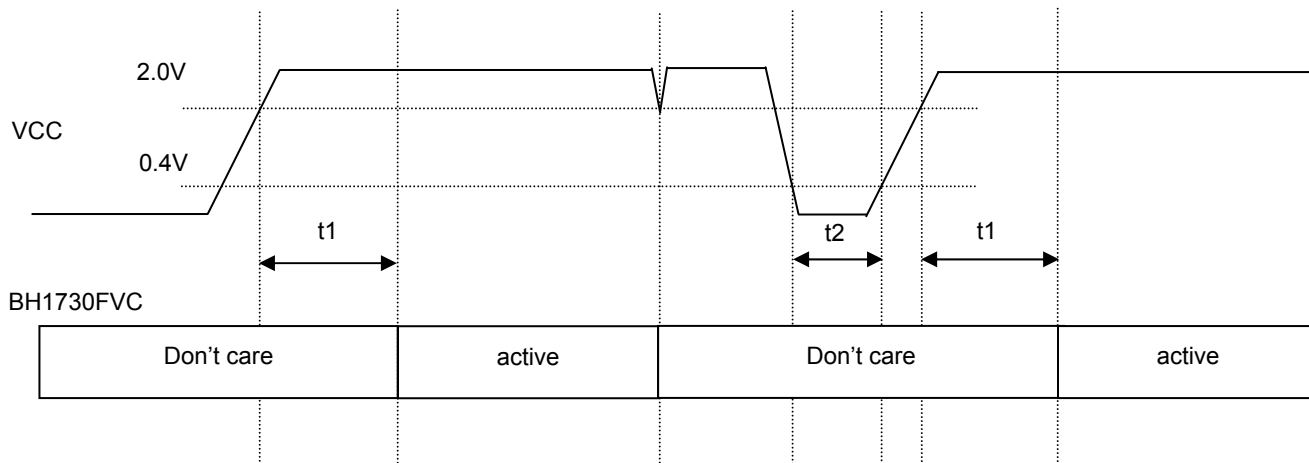 2.0V
VCC
0.4V
t1
t2
t1
BH1730FVC
Don’t care
active
Don’t care
active